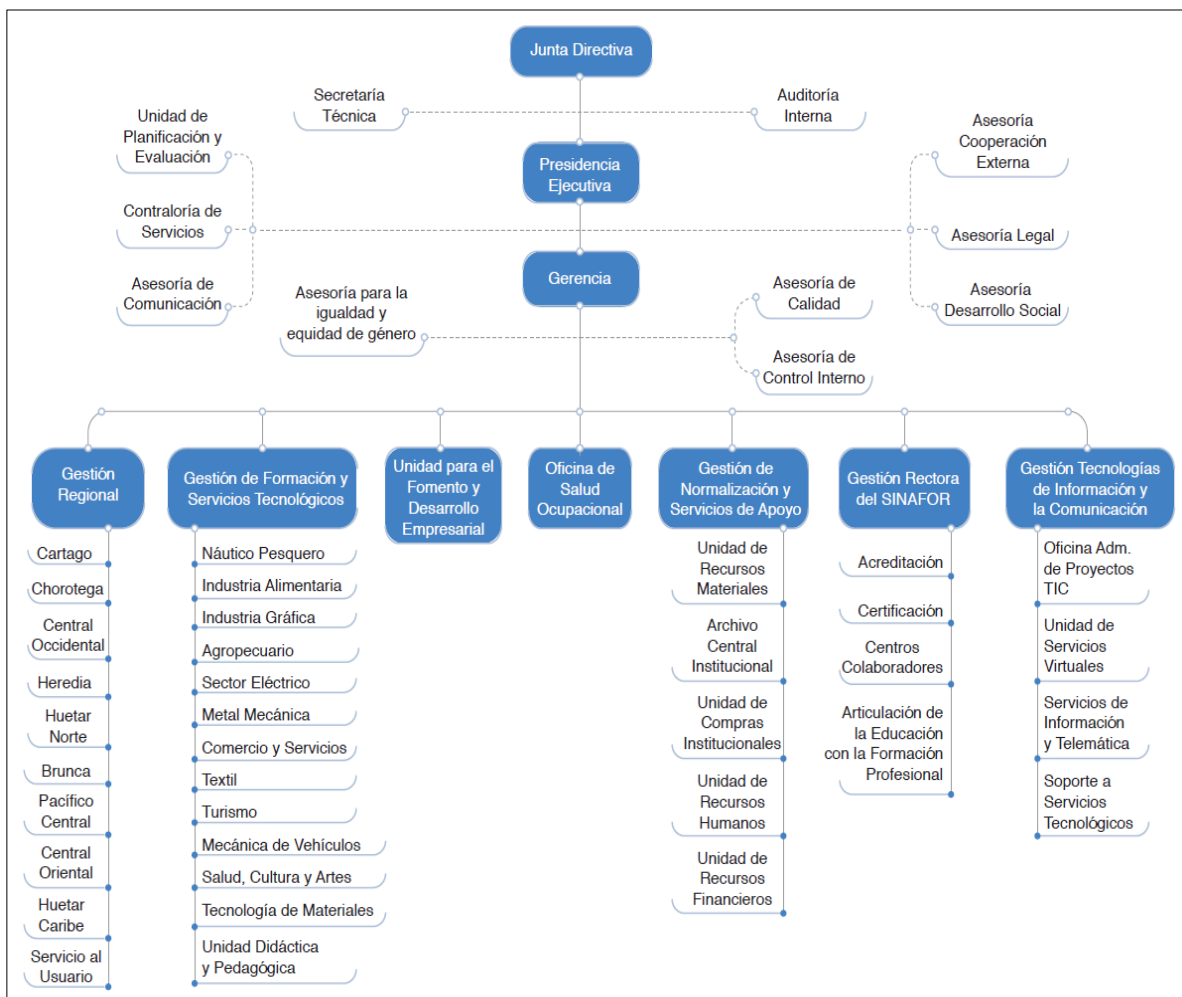 Junta Directiva
Secretaría
Técnica
Auditoría
Interna
Unidad de
Planificación y
Evaluación
Asesoría
Cooperación
Externa
Presidencia
Ejecutiva
Contraloría de
Servicios
Asesoría Legal
Gerencia
Asesoría de
Comunicación
Asesoría para la
igualdad y
equidad de género
Asesoría de
Calidad
Asesoría
Desarrollo Social
Asesoría de
Control Interno
Gestión
Regional
Cartago
Chorotega
Central
Occidental
Heredia
Huetar
Norte
Brunca
Pacífico
Central
Central
Oriental
Huetar
Caribe
Servicio al
Usuario
Gestión de Formación y
Servicios Tecnológicos
Náutico Pesquero
Industria Alimentaria
Industria Gráfica
Agropecuario
Sector Eléctrico
Metal Mecánica
Comercio y Servicios
Textil
Turismo
Mecánica de Vehículos
Salud, Cultura y Artes
Tecnología de Materiales
Unidad Didáctica
y Pedagógica
Unidad para el
Fomento y
Desarrollo
Empresarial
Oficina de
Salud
Ocupacional
Gestión de
Normalización y
Servicios de Apoyo
Unidad de
Recursos
Materiales
Archivo
Central
Institucional
Unidad de
Compras
Institucionales
Unidad de
Recursos
Humanos
Unidad de
Recursos
Financieros
Gestión Rectora
del SINAFOR
Acreditación
Certificación
Centros
Colaboradores
Articulación de
la Educación
con la Formación
Profesional
Gestión Tecnologías
de Información y
la Comunicación
Oficina Adm.
de Proyectos
TIC
Unidad de
Servicios
Virtuales
Servicios de
Información
y Telemática
Soporte a
Servicios
Tecnológicos